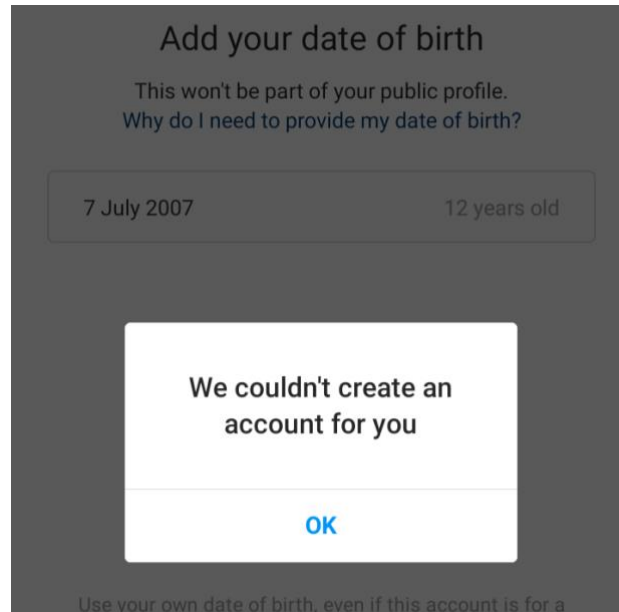 Add your date of birth
This won't be part of your public profile.
Why do I need to provide my date of birth?
7 July 2007 12 years old
We couldn't create an
account for you
OK
Use your own date of birth, even if this account is for a